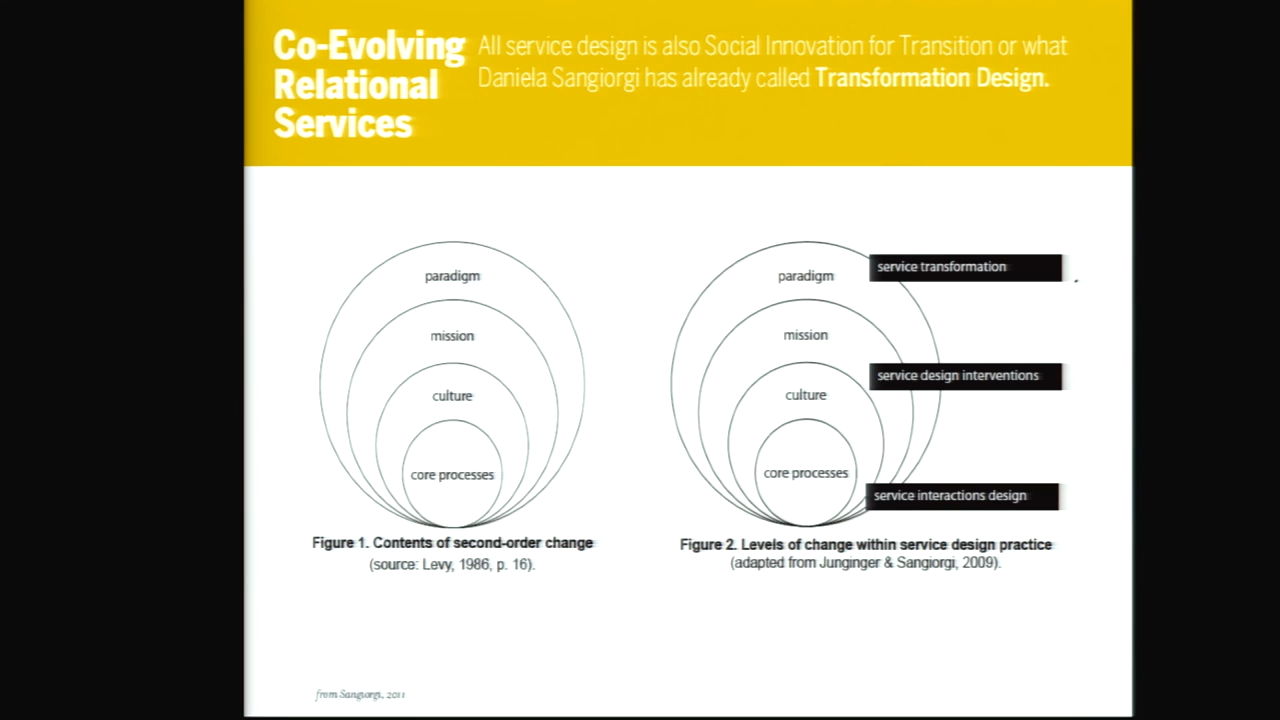 Co-Evolving
Relational
Services
All service design is also Social Innovation for Transition or what
Daniela Sangiorgi has already called Transformation Design.
paradigm
mission
culture
core processes
Figure 1. Contents of second-order change
(source: Levy, 1986, p. 16).
paradigm
service transformation
mission
service design interventions
culture
core processes
service interactions design
Figure 2. Levels of change within service design practice
(adapted from Junginger & Sangiorgi, 2009).
from Sangiorgi, 2011